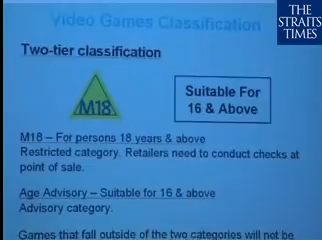 Video Games Classification
THE
STRAITS
TIMES
Two-tier classification
M18
Suitable For
16 & Above
M18 – For persons 18 years & above
Restricted category. Retailers need to conduct checks at
point of sale.
Age Advisory – Suitable for 16 & above
Advisory category.
Games that fall outside of the two categories will not be